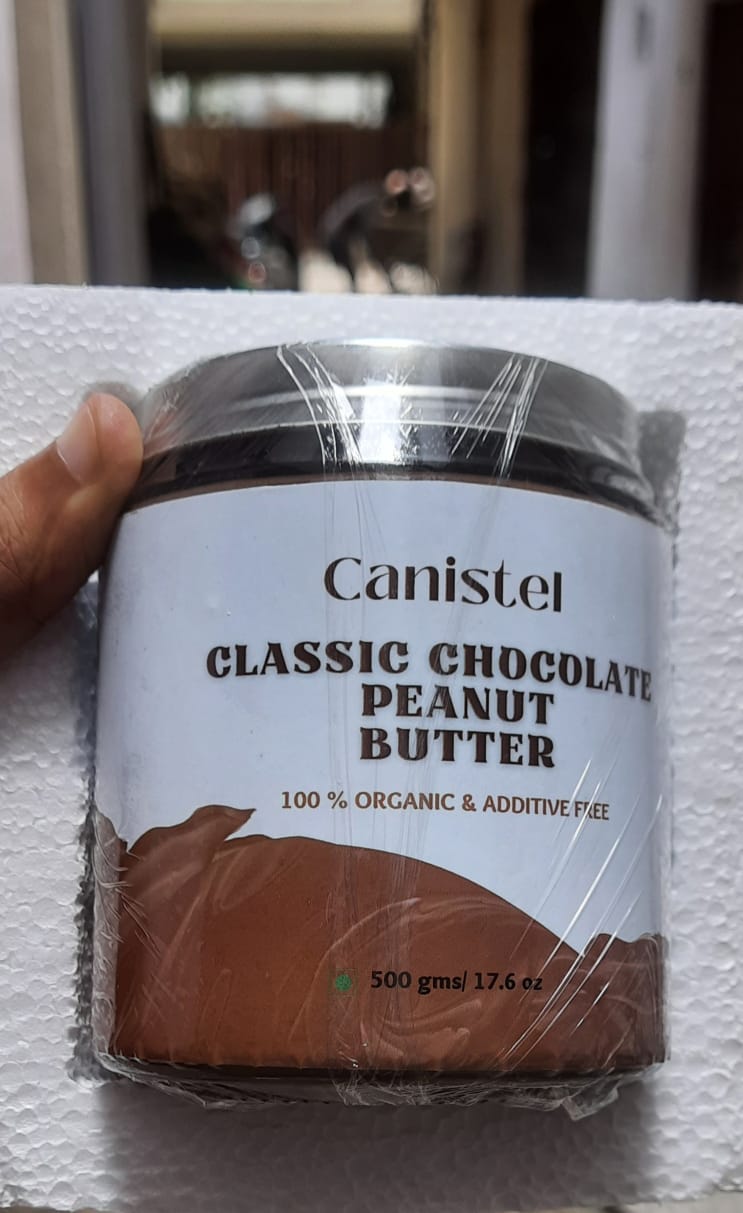 Canistel
CLASSIC CHOCOLATE
PEANUT
BUTTER
100 % ORGANIC & ADDITIVE FREE
500 gms/ 17.6 oz